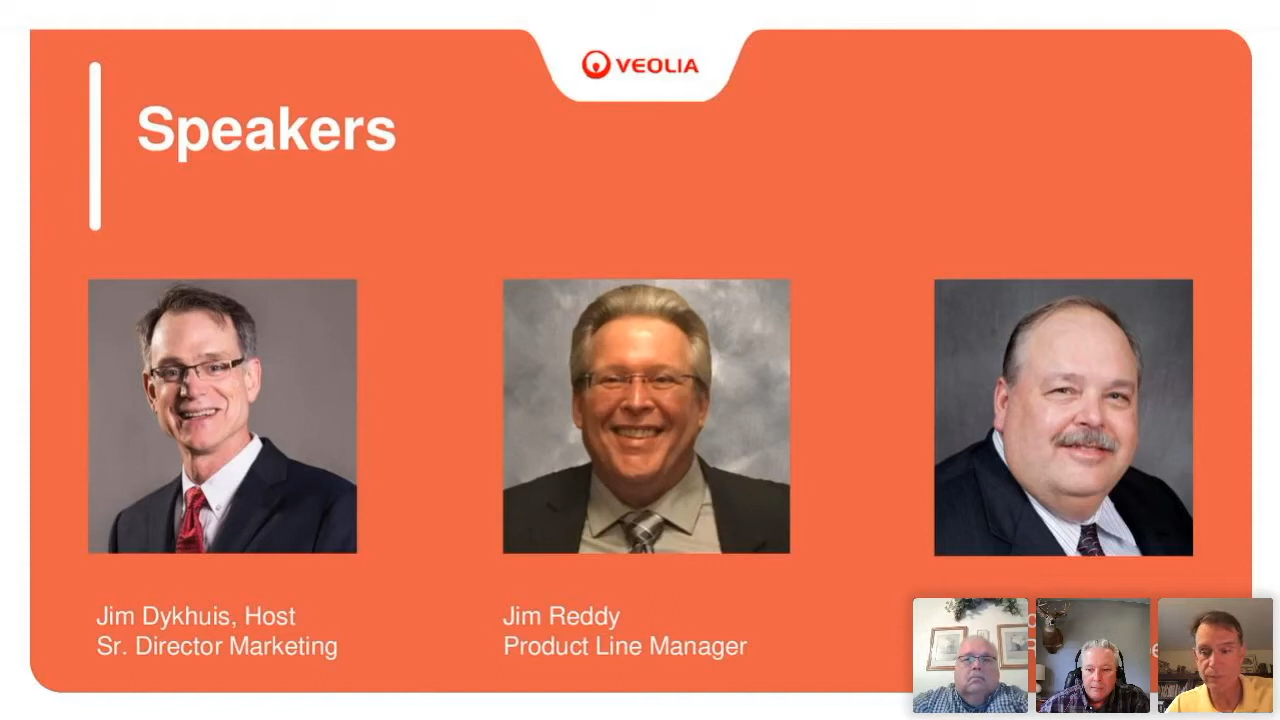 VEOLIA
Speakers
Jim Dykhuis, Host
Sr. Director Marketing
Jim Reddy
Product Line Manager